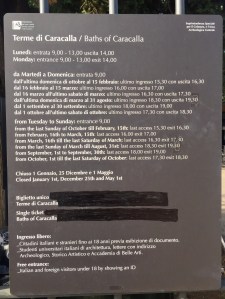 Terme di Caracalla / Baths of Caracalla
Lunedì: entrata 9,00 - 13,00 uscita 14,00
Monday: entrance 9,00 - 13,00 exit 14,00
da Martedì a Domenica: entrata 9,00
dall'ultima domenica di ottobre al 15 febbraio: ultimo ingresso 15,30 uscita 16,30
dal 16 febbraio al 15 marzo: ultimo ingresso 16,00 uscita 17,00
dal 16 marzo all'ultimo sabato di marzo: ultimo ingresso 16,30 uscita 17,30
dall'ultima domenica di marzo al 31 agosto: ultimo ingresso 18,30 uscita 19,30
dal 1 settembre al 30 settembre: ultimo ingresso 18,00 uscita 19,00
dal 1 ottobre all'ultimo sabato di ottobre: ultimo ingresso 17,30 uscita 18,30
from Tuesday to Sunday: entrance 9,00
from the last Sunday of October till February, 15th: last access 15,30 exit 16,30
from February, 16th to March, 15th: last access 16,00 exit 17,00
from March, 16th till the last Saturday of March: last access 16,30 exit 17,30
from the last Sunday of March till August, 31st: last access 18,30 exit 19,30
from September, 1st to September, 30th: last access 18,00 exit 19,00
from October, 1st till the last Saturday of October: last access 17,30 exit 18,30
Chiuso 1 Gennaio, 25 Dicembre e 1 Maggio
Closed January 1st, December 25th and May 1st
Biglietto unico
Terme di Caracalla
Single ticket
Baths of Caracalla
Ingresso libero:
Cittadini italiani e stranieri fino ai 18 anni previa esibizione di documento.
Studenti universitari italiani di architettura, lettere con indirizzo
Archeologico, Storico Artistico e Accademia di Belle Arti.
Free entrance:
Italian and foreign visitors under 18 by showing an ID